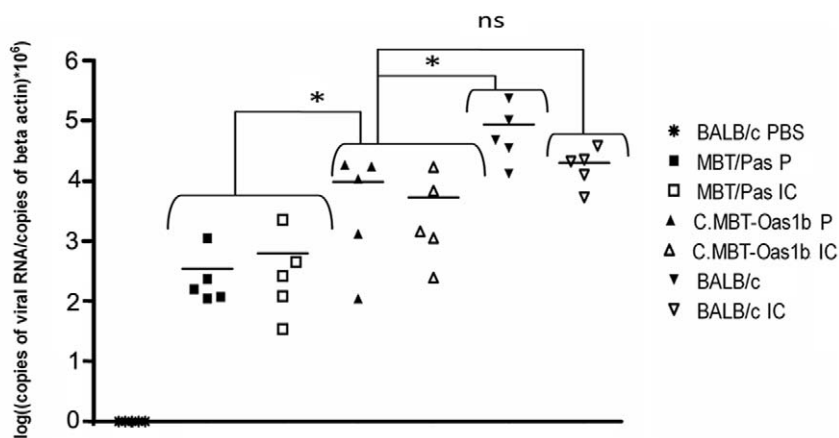 ns
*
*
log((copies of viral RNA/copies of beta actin)*10⁶)
6
5
4
3
2
1
0
BALB/c PBS
MBT/Pas P
MBT/Pas IC
C.MBT-Oas1b P
C.MBT-Oas1b IC
BALB/c
BALB/c IC